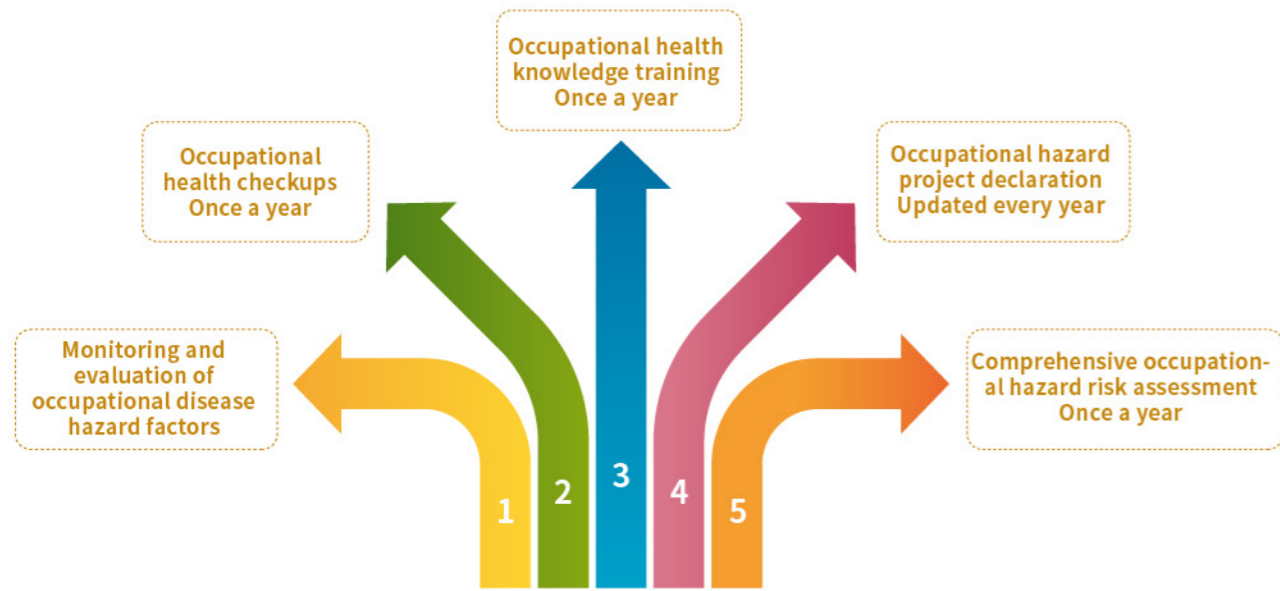 Occupational health
knowledge training
Once a year
Occupational
health checkups
Once a year
Occupational hazard
project declaration
Updated every year
Monitoring and
evaluation of
occupational disease
hazard factors
Comprehensive occupation-
al hazard risk assessment
Once a year
1
2
3
4
5